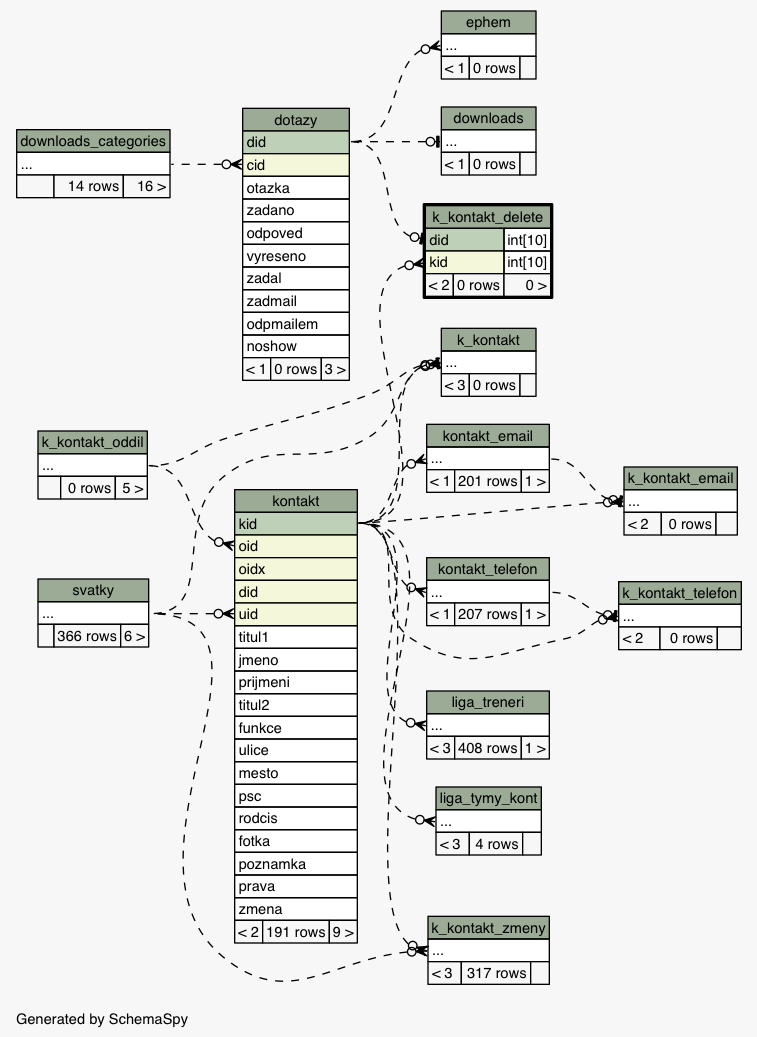 ephem
...
< 1 0 rows
downloads_categories
...
14 rows 16 >
dotazy
did
cid
otazka
zadano
odpoved
vyreseno
zadal
zadmail
odpmailem
noshow
< 1 0 rows 3 >
downloads
...
< 1 0 rows
k_kontakt_delete
did int[10]
kid int[10]
< 2 0 rows 0 >
k_kontakt
...
< 3 0 rows
k_kontakt_oddil
...
0 rows 5 >
kontakt_email
...
< 1 201 rows 1 >
k_kontakt_email
...
< 2 0 rows
svatky
...
366 rows 6 >
kontakt
kid
oid
oidx
did
uid
titul1
jmeno
prijmeni
titul2
funkce
ulice
mesto
psc
rodcis
fotka
poznamka
prava
zmena
< 2 191 rows 9 >
kontakt_telefon
...
< 1 207 rows 1 >
k_kontakt_telefon
...
< 2 0 rows
liga_treneri
...
< 3 408 rows 1 >
liga_tymy_kont
...
< 3 4 rows
k_kontakt_zmeny
...
< 3 317 rows
Generated by SchemaSpy